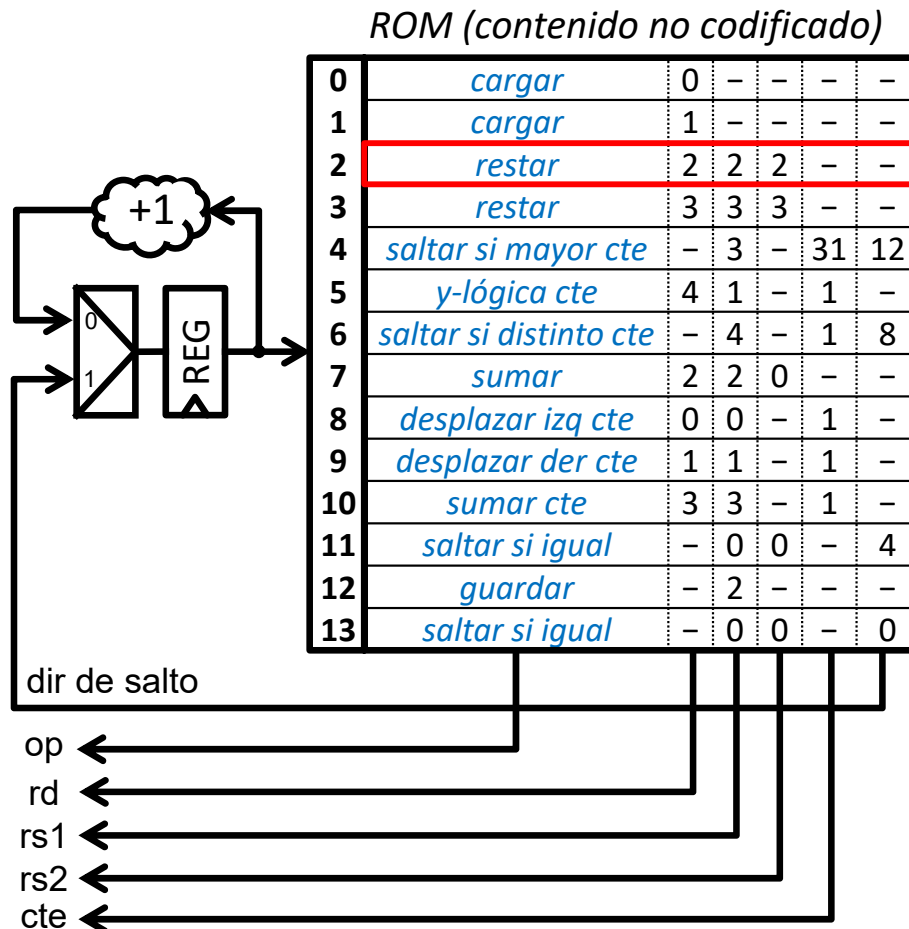 ROM (contenido no codificado)
0 cargar 0 – – – –
1 cargar 1 – – – –
2 restar 2 2 2 – –
3 restar 3 3 3 – –
4 saltar si mayor cte – 3 – 31 12
5 y-lógica cte 4 1 – 1 –
6 saltar si distinto cte – 4 – 1 8
7 sumar 2 2 0 – –
8 desplazar izq cte 0 0 – 1 –
9 desplazar der cte 1 1 – 1 –
10 sumar cte 3 3 – 1 –
11 saltar si igual – 0 0 – 4
12 guardar – 2 – – –
13 saltar si igual – 0 0 – 0
+1
0
1
REG
dir de salto
op
rd
rs1
rs2
cte